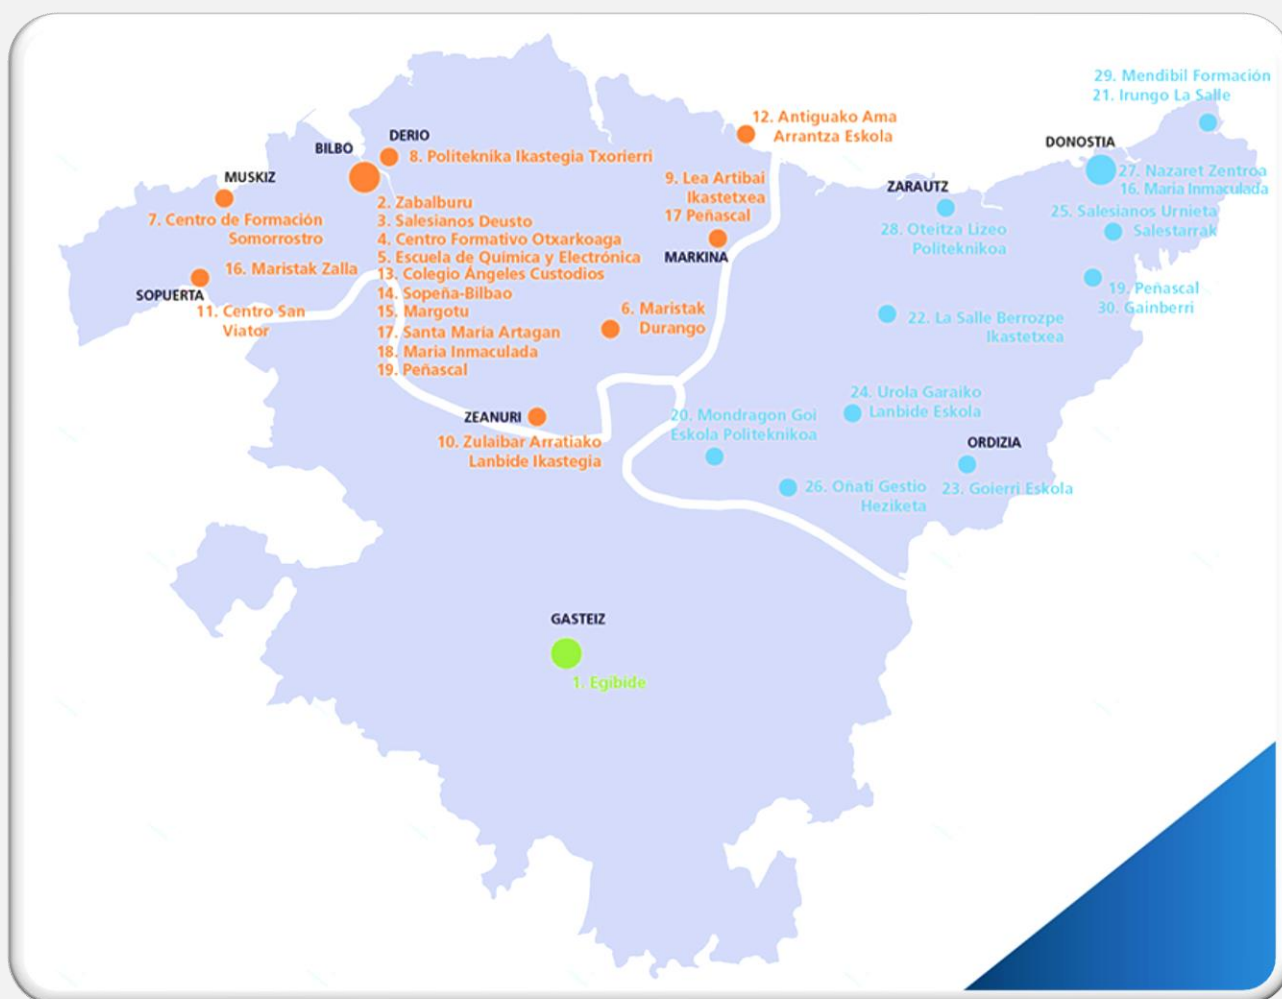 29. Mendibil Formación
21. Irungo La Salle
12. Antiguako Ama
Arrantza Eskola
DERIO
DONOSTIA
BILBO
8. Politeknika Ikastegia Txorierri
27. Nazaret Zentroa
16. Maria Inmaculada
MUSKIZ
9. Lea Artibai
Ikastetxea
17 Peñascal
MARKINA
ZARAUTZ
28. Oteitza Lizeo
Politeknikoa
25. Salesianos Urnieta
Salestarrak
7. Centro de Formación
Somorrostro
2. Zabalburu
3. Salesianos Deusto
4. Centro Formativo Otxarkoaga
5. Escuela de Química y Electrónica
13. Colegio Ángeles Custodios
14. Sopeña-Bilbao
15. Margotu
17. Santa María Artagan
18. Maria Inmaculada
19. Peñascal
16. Maristak Zalla
SOPUERTA
11. Centro San
Viator
6. Maristak
Durango
19. Peñascal
30. Gainberri
22. La Salle Berrozpe
Ikastetxea
24. Urola Garaiko
Lanbide Eskola
ZEANURI
10. Zulaibar Arratiako
Lanbide Ikastegia
20. Mondragon Goi
Eskola Politeknikoa
ORDIZIA
23. Goierri Eskola
26. Oñati Gestio
Heziketa
GASTEIZ
1. Egibide